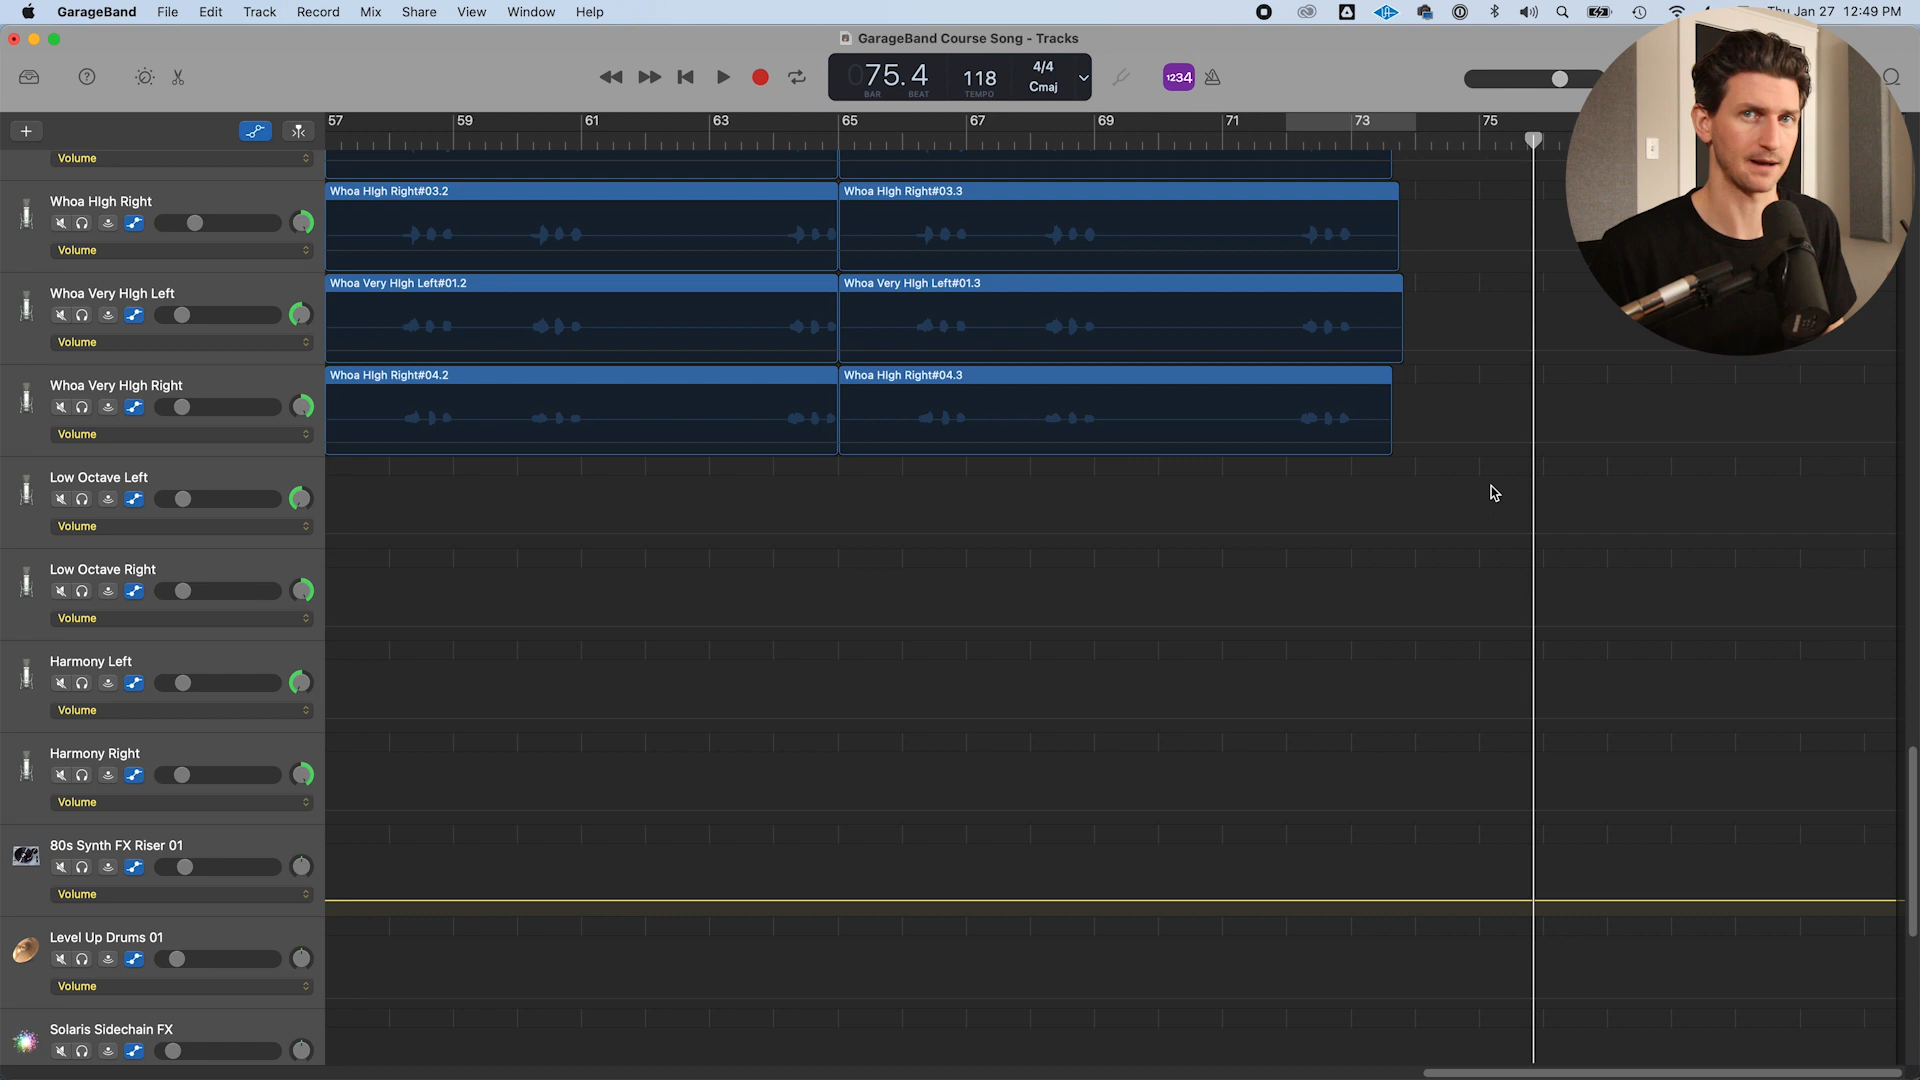 GarageBand File Edit Track Record Mix Share View Window Help
Thu Jan 27 12:49 PM
GarageBand Course Song - Tracks
075.4 118 4/4
Cmaj
BAR BEAT TEMPO
1234
57 59 61 63 65 67 69 71 73 75
Volume
Whoa HIgh Right
Volume
Whoa HIgh Right#03.2 Whoa HIgh Right#03.3
Whoa Very HIgh Left
Volume
Whoa Very HIgh Left#01.2 Whoa Very HIgh Left#01.3
Whoa Very HIgh Right
Volume
Whoa HIgh Right#04.2 Whoa HIgh Right#04.3
Low Octave Left
Volume
Low Octave Right
Volume
Harmony Left
Volume
Harmony Right
Volume
80s Synth FX Riser 01
Volume
Level Up Drums 01
Volume
Solaris Sidechain FX